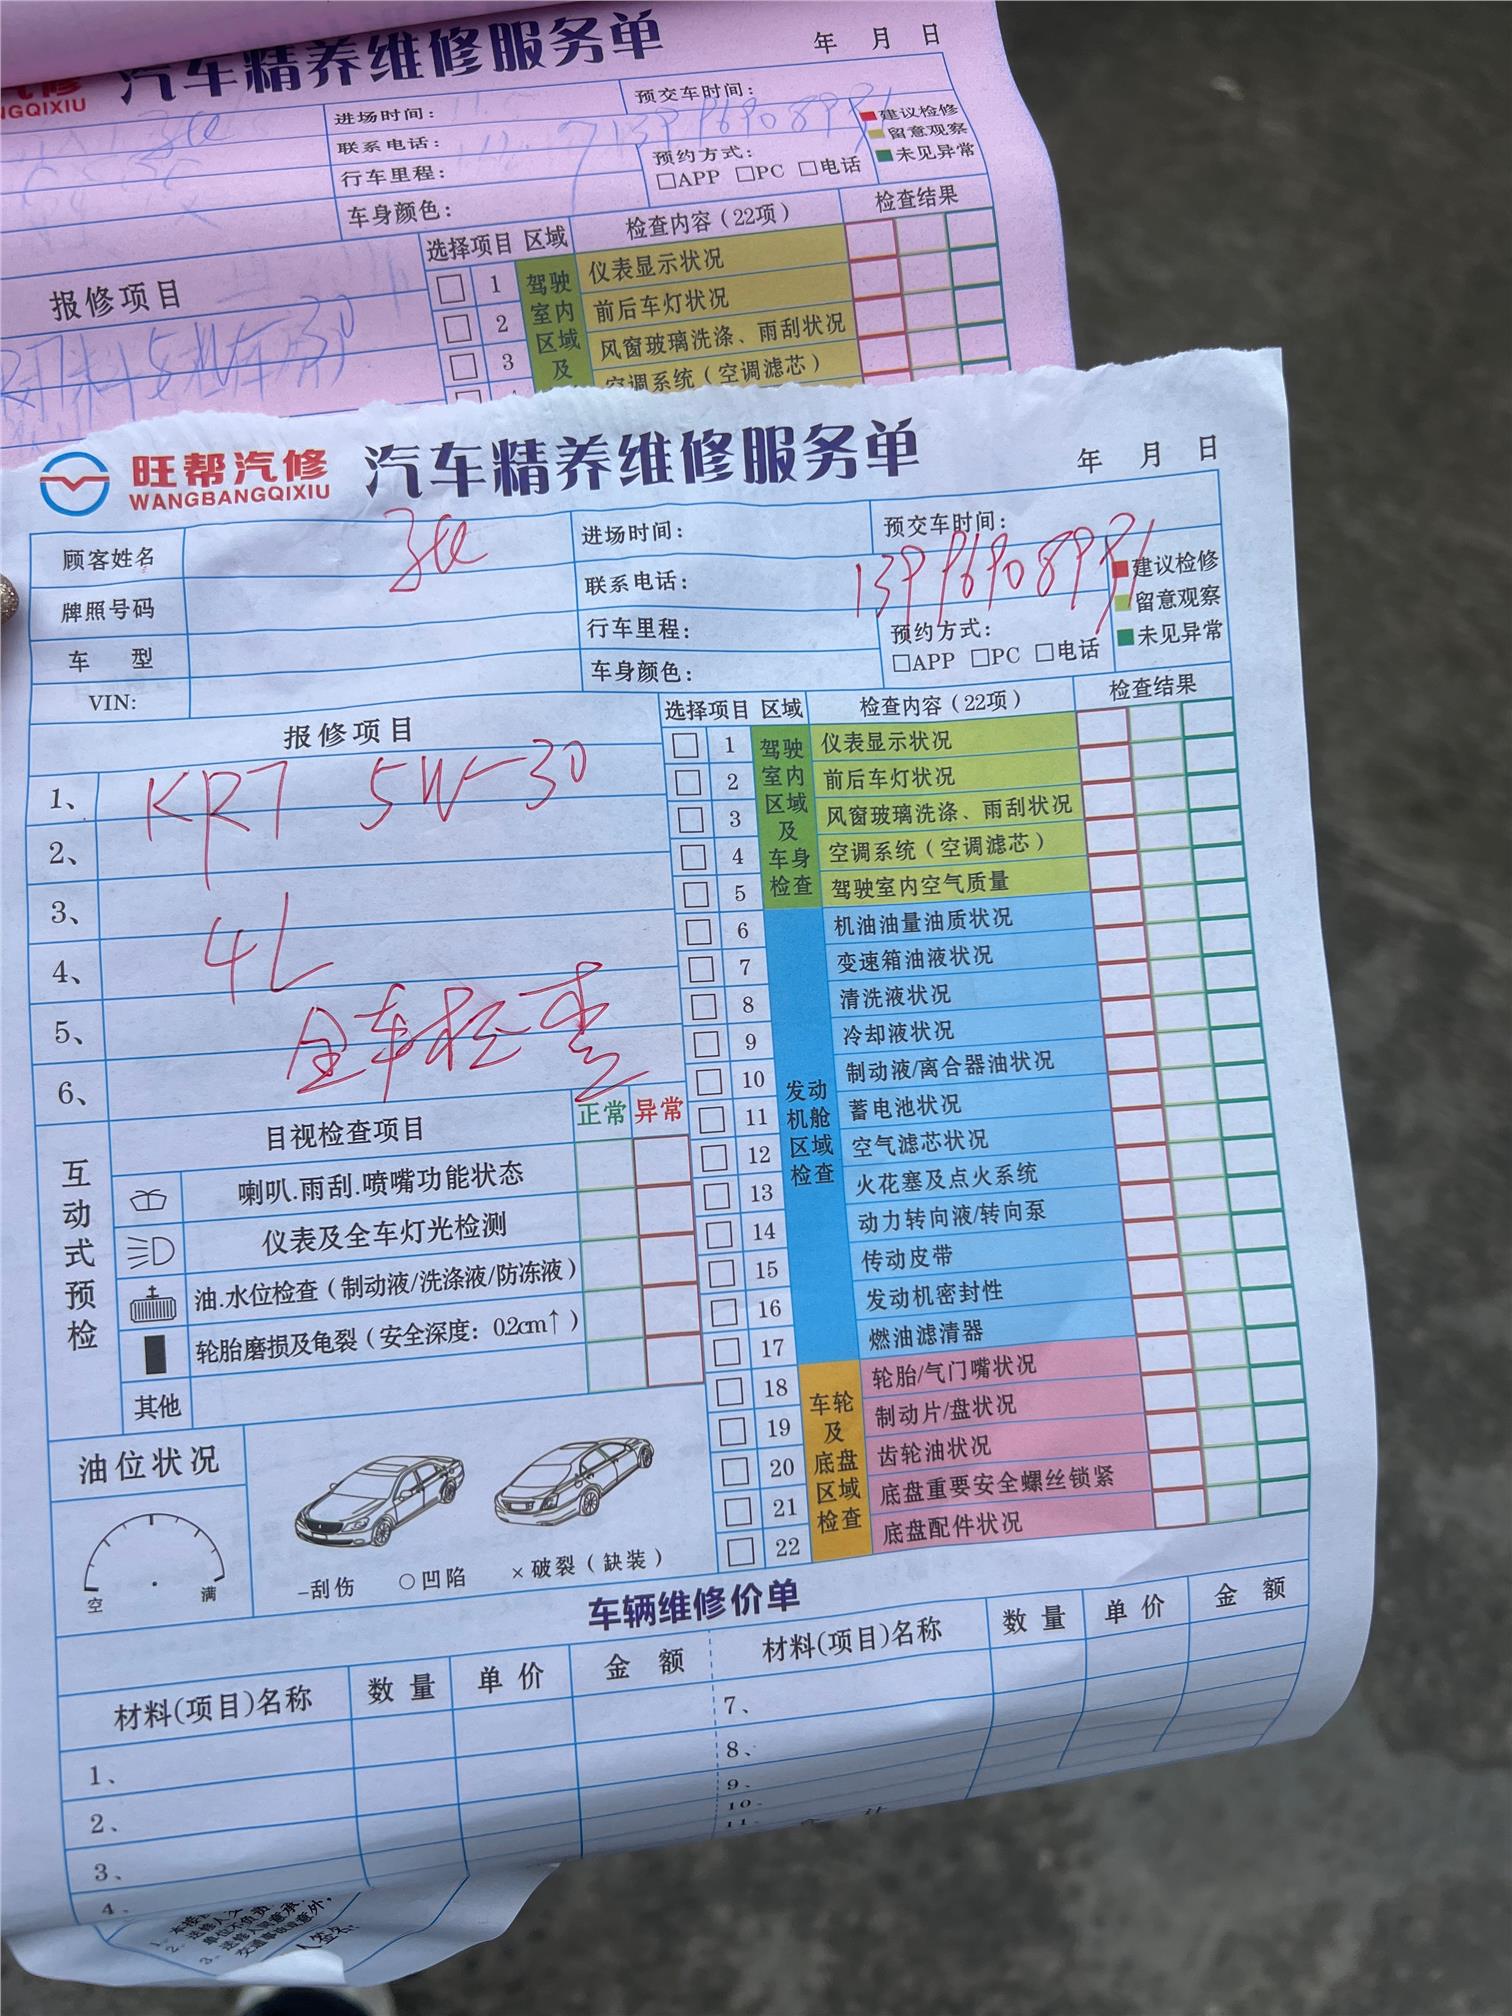 汽修 汽车精养维修服务单 年 月 日
NGQIXIU
进场时间: 预交车时间:
联系电话:
建议检修
留意观察
未见异常
行车里程: 预约方式:
□APP □PC □电话
车身颜色:
报修项目 选择项目 区域 检查内容(22项) 检查结果
驾驶室内区域及
1 仪表显示状况
2 前后车灯状况
3 风窗玻璃洗涤、雨刮状况
空调系统(空调滤芯)
旺帮汽修 汽车精养维修服务单 年 月 日
WANGBANGQIXIU
顾客姓名 进场时间: 预交车时间:
牌照号码 联系电话:
建议检修
留意观察
未见异常
车 型 行车里程: 预约方式:
□APP □PC □电话
VIN: 车身颜色:
报修项目
1、 KRT 5W-30
2、
3、
4、 4L
5、 全车检查
6、
选择项目 区域 检查内容(22项) 检查结果
驾驶室内区域及车身检查
1 仪表显示状况
2 前后车灯状况
3 风窗玻璃洗涤、雨刮状况
4 空调系统(空调滤芯)
5 驾驶室内空气质量
发动机舱区域检查
6 机油油量油质状况
7 变速箱油液状况
8 清洗液状况
9 冷却液状况
10 制动液/离合器油状况
11 蓄电池状况
12 空气滤芯状况
13 火花塞及点火系统
14 动力转向液/转向泵
15 传动皮带
16 发动机密封性
17 燃油滤清器
车轮及底盘区域检查
18 轮胎/气门嘴状况
19 制动片/盘状况
20 齿轮油状况
21 底盘重要安全螺丝锁紧
22 底盘配件状况
互动式预检
目视检查项目 正常 异常
喇叭.雨刮.喷嘴功能状态
仪表及全车灯光检测
油.水位检查(制动液/洗涤液/防冻液)
轮胎磨损及龟裂(安全深度:0.2cm↑)
其他
油位状况
空 满
-刮伤 ○凹陷 ×破裂(缺装)
车辆维修价单
材料(项目)名称 数量 单价 金额 材料(项目)名称 数量 单价 金额
1、 7、
2、 8、
3、 9、
4、 10、
11、